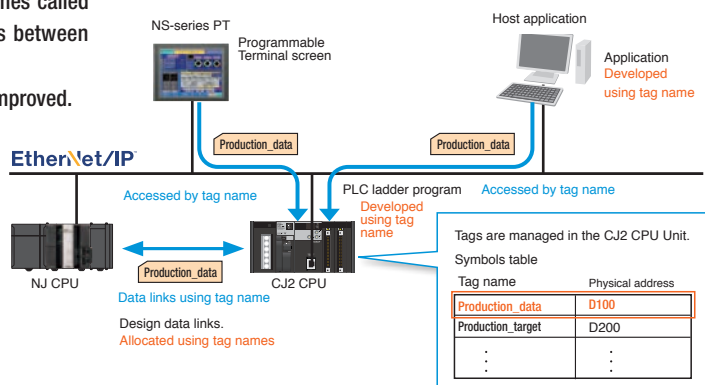 nes called
s between
mproved.
NS-series PT
Programmable
Terminal screen
Host application
Application
Developed
using tag name
Production_data
Production_data
EtherNet/IP™
Accessed by tag name
PLC ladder program
Developed
using tag
name
Accessed by tag name
NJ CPU
Production_data
CJ2 CPU
Data links using tag name
Design data links.
Allocated using tag names
Tags are managed in the CJ2 CPU Unit.
Symbols table
Tag name Physical address
Production_data D100
Production_target D200